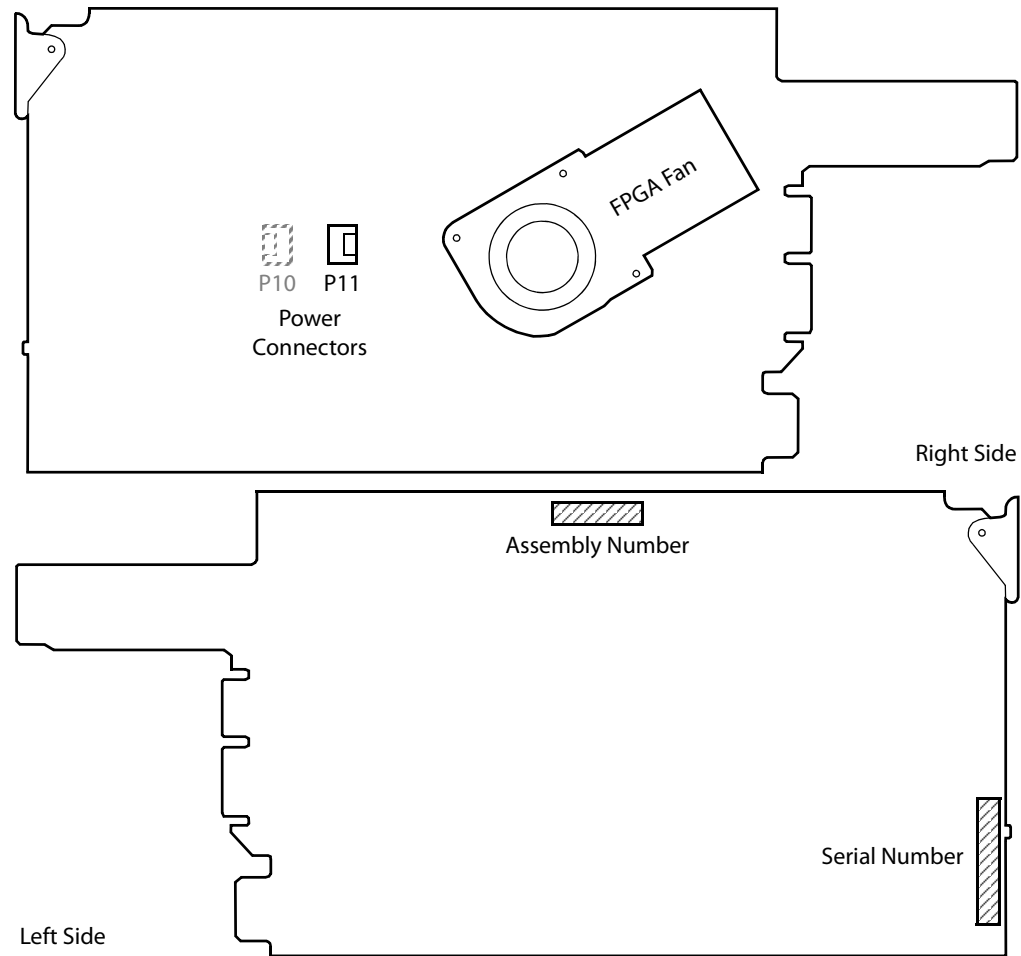 FPGA Fan
P10 P11
Power
Connectors
Right Side
Assembly Number
Serial Number
Left Side